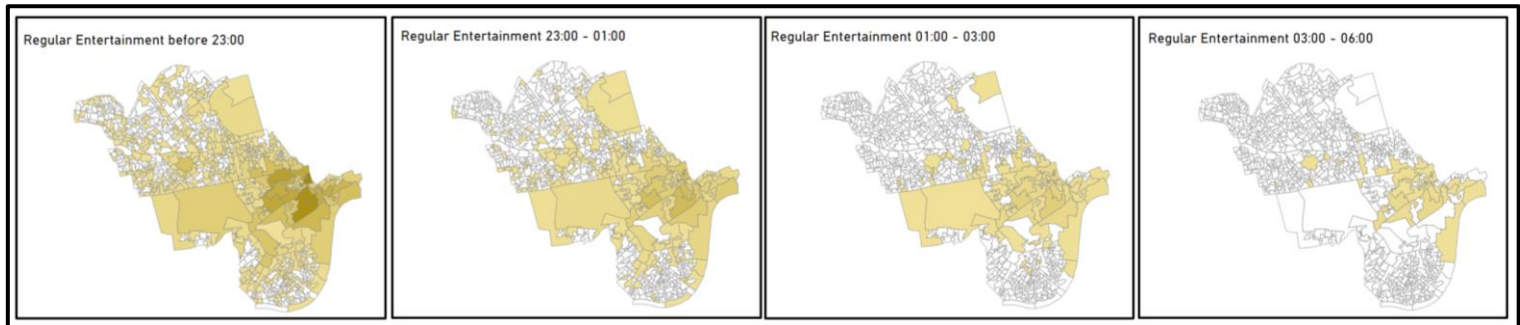 Regular Entertainment before 23:00
Regular Entertainment 23:00 - 01:00
Regular Entertainment 01:00 - 03:00
Regular Entertainment 03:00 - 06:00